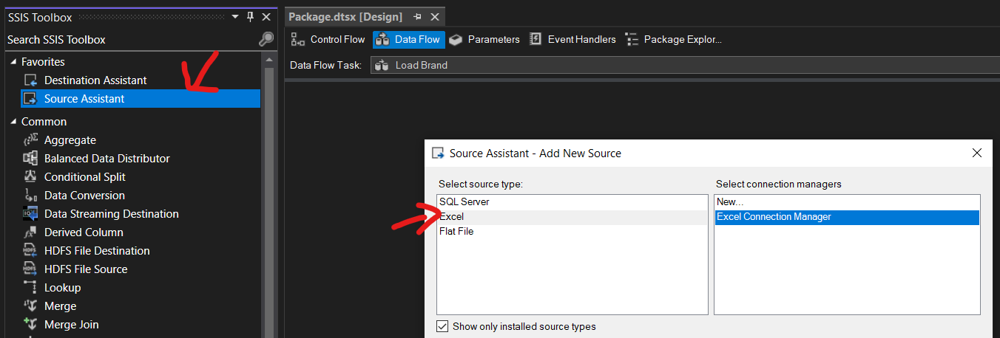 SSIS Toolbox
Search SSIS Toolbox
Favorites
Destination Assistant
Source Assistant
Common
Aggregate
Balanced Data Distributor
Conditional Split
Data Conversion
Data Streaming Destination
Derived Column
HDFS File Destination
HDFS File Source
Lookup
Merge
Merge Join
Package.dtsx [Design]
Control Flow
Data Flow
Parameters
Event Handlers
Package Explor...
Data Flow Task:
Load Brand
Source Assistant - Add New Source
Select source type:
SQL Server
Excel
Flat File
Select connection managers
New...
Excel Connection Manager
Show only installed source types